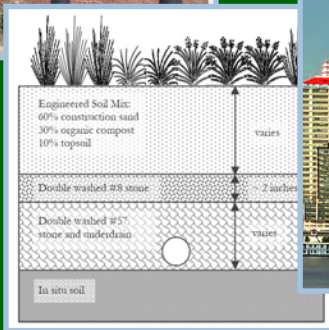 Engineered Soil Mix:
60% construction sand
30% organic compost
10% topsoil
varies
Double washed #8 stone
~ 2 inches
Double washed #57
stone and underdrain
varies
In situ soil